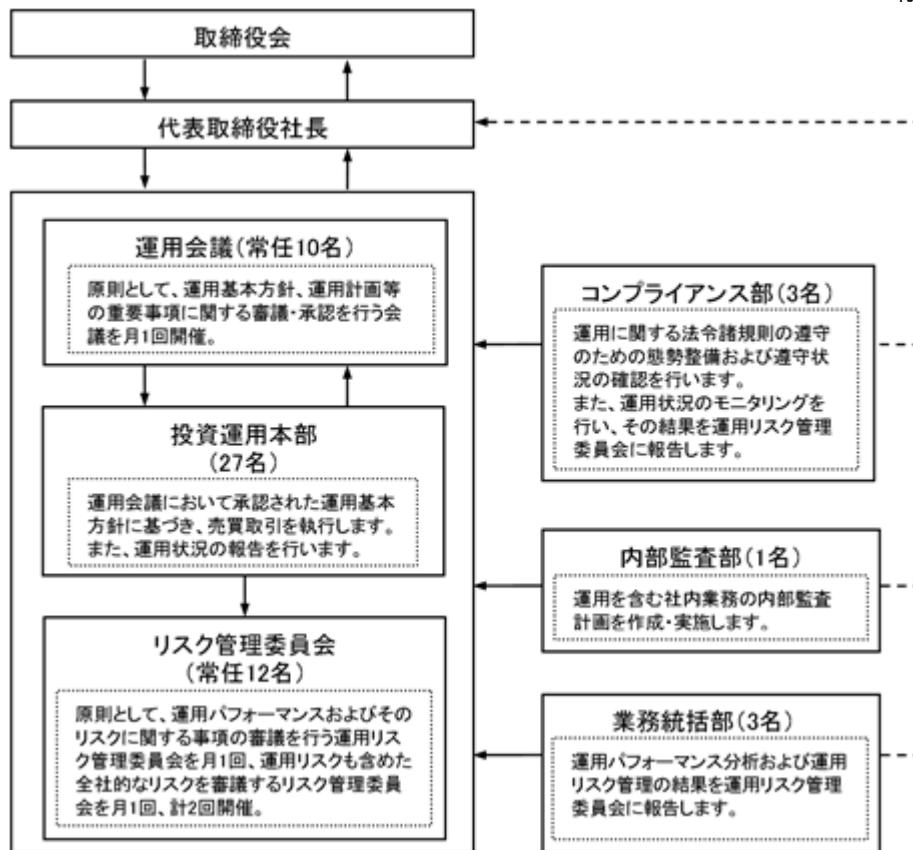 取締役会
代表取締役社長
運用会議(常任10名)
原則として、運用基本方針、運用計画等
の重要事項に関する審議・承認を行う会
議を月1回開催。
投資運用本部
(27名)
運用会議において承認された運用基本
方針に基づき、売買取引を執行します。
また、運用状況の報告を行います。
リスク管理委員会
(常任12名)
原則として、運用パフォーマンスおよびその
リスクに関する事項の審議を行う運用リス
ク管理委員会を月1回、運用リスクも含めた
全社的なリスクを審議するリスク管理委員
会を月1回、計2回開催。
コンプライアンス部(3名)
運用に関する法令諸規則の遵守
のための態勢整備および遵守状
況の確認を行います。
また、運用状況のモニタリングを
行い、その結果を運用リスク管理
委員会に報告します。
内部監査部(1名)
運用を含む社内業務の内部監査
計画を作成・実施します。
業務統括部(3名)
運用パフォーマンス分析および運用
リスク管理の結果を運用リスク管理
委員会に報告します。